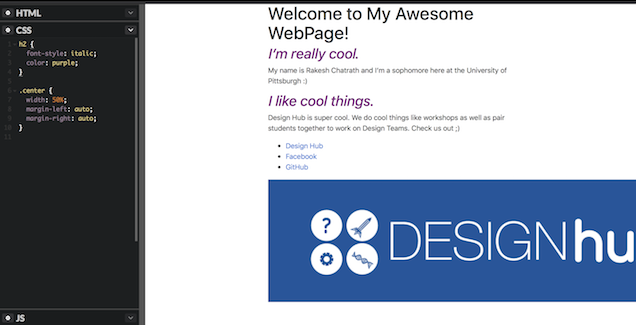 HTML
CSS
1 h2 {
2 font-style: italic;
3 color: purple;
4 }
5
6 .center {
7 width: 50%;
8 margin-left: auto;
9 margin-right: auto;
10 }
11
JS
Welcome to My Awesome
WebPage!
I'm really cool.
My name is Rakesh Chatrath and I'm a sophomore here at the University of
Pittsburgh :)
I like cool things.
Design Hub is super cool. We do cool things like workshops as well as pair
students together to work on Design Teams. Check us out ;)
• Design Hub
• Facebook
• GitHub
? DESIGNhu